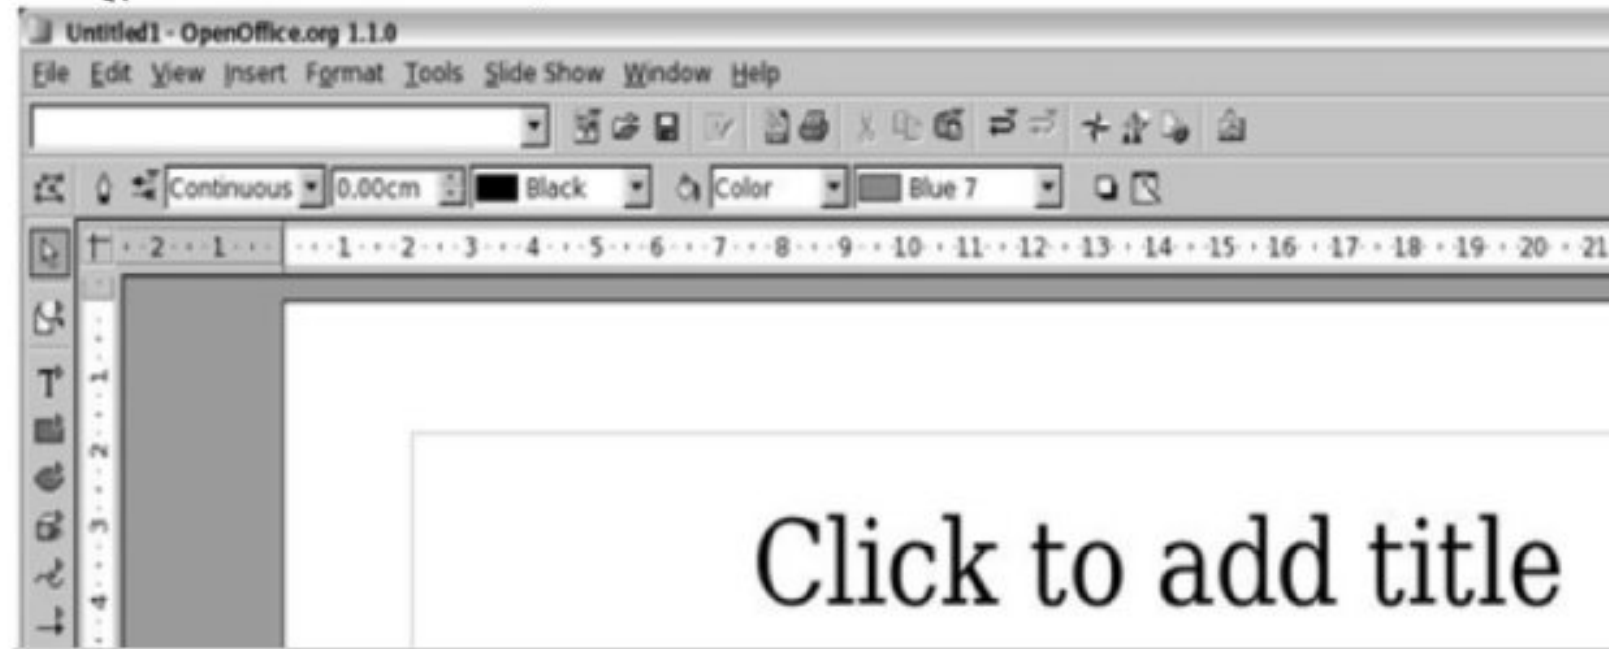 Untitled1 - OpenOffice.org 1.1.0
File Edit View Insert Format Tools Slide Show Window Help
Continuous 0.00cm Black Color Blue 7
2 1 1 2 3 4 5 6 7 8 9 10 11 12 13 14 15 16 17 18 19 20 21
T
1
2
3
4
Click to add title